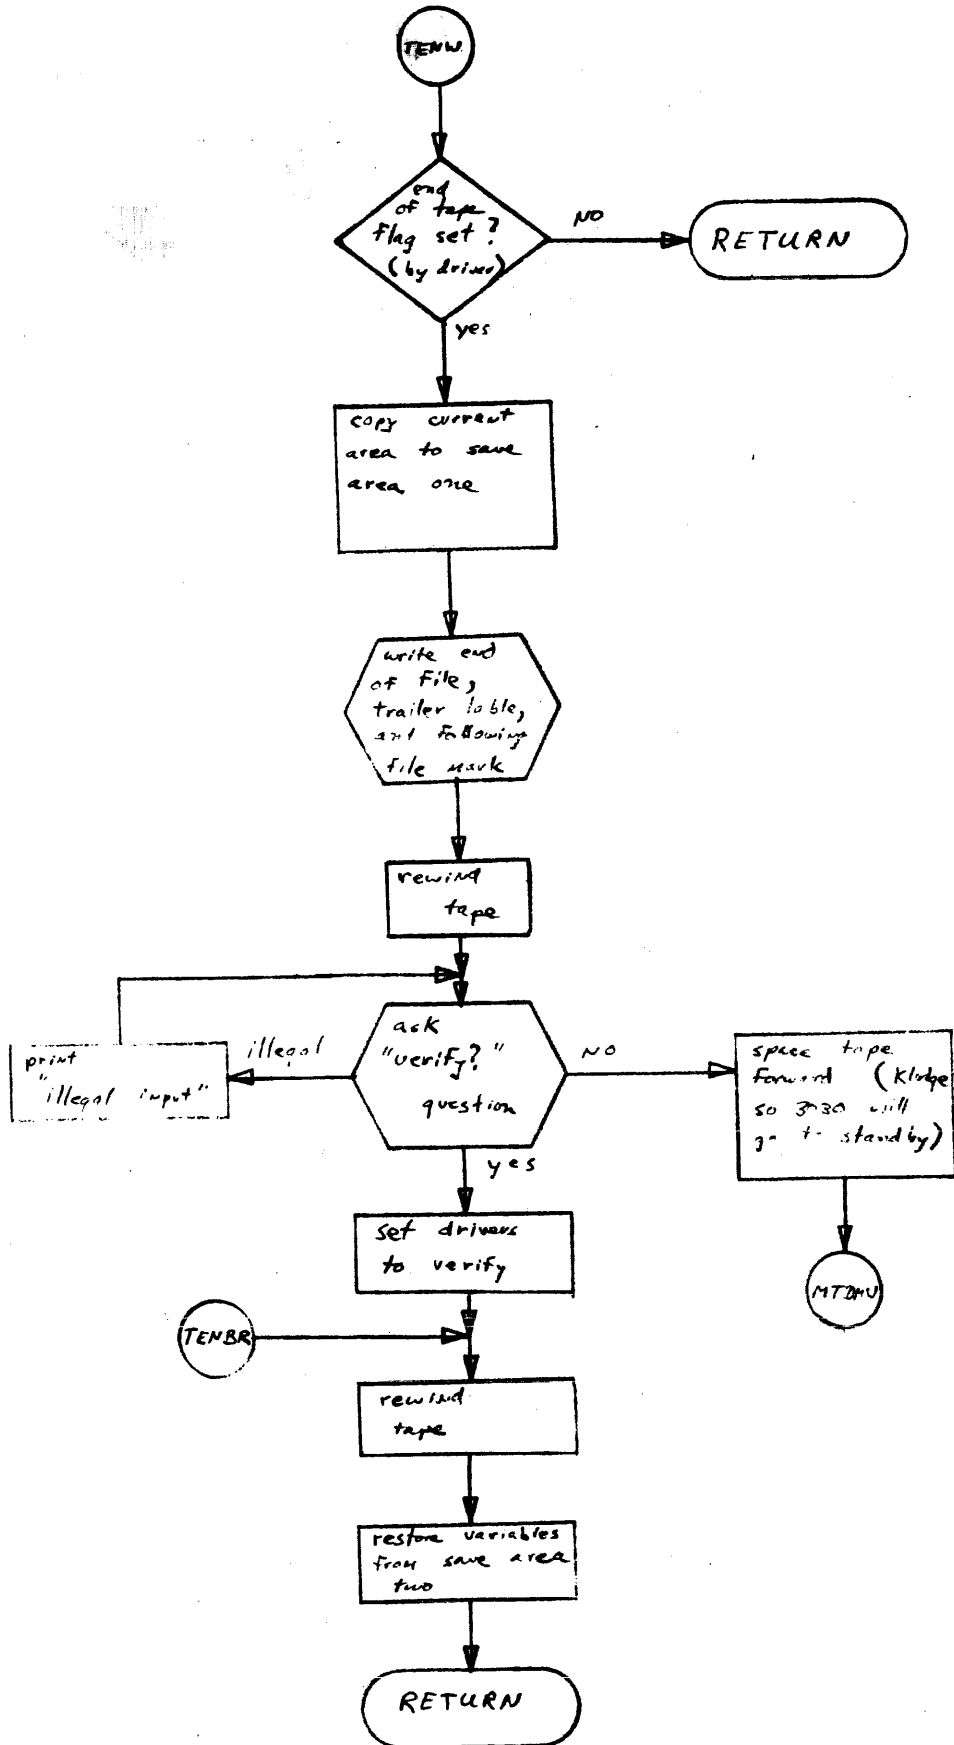 TENW
end
of tape
flag set?
(by driver)
NO
RETURN
yes
copy current
area to save
area one
write end
of File,
trailer lable,
and following
file mark
rewind
tape
ask
"verify?"
question
illegal
print
"illegal input"
NO
space tape
forward (Kludge
so 3030 will
go to standby)
MTDMV
yes
set drivers
to verify
TENBR
rewind
tape
restore variables
from save area
two
RETURN